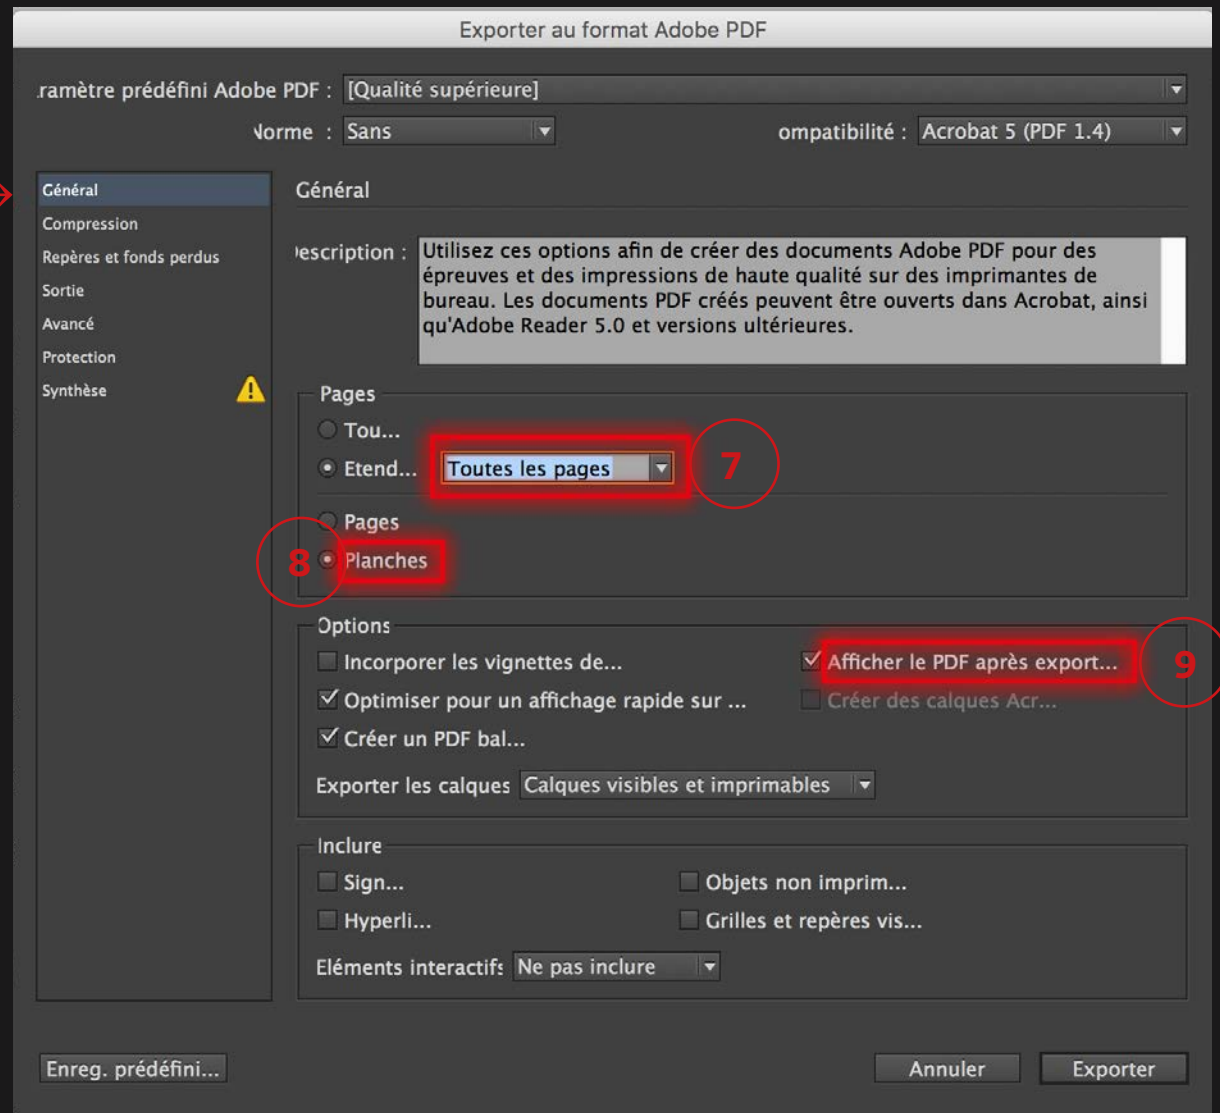 Exporter au format Adobe PDF
ramètre prédéfini Adobe PDF : [Qualité supérieure]
Norme : Sans
ompatibilité : Acrobat 5 (PDF 1.4)
Général
Compression
Repères et fonds perdus
Sortie
Avancé
Protection
Synthèse
Général
escription : Utilisez ces options afin de créer des documents Adobe PDF pour des
épreuves et des impressions de haute qualité sur des imprimantes de
bureau. Les documents PDF créés peuvent être ouverts dans Acrobat, ainsi
qu'Adobe Reader 5.0 et versions ultérieures.
Pages
Tou...
Etend... Toutes les pages 7
Pages
8 Planches
Options
Incorporer les vignettes de...
Afficher le PDF après export... 9
Optimiser pour un affichage rapide sur ...
Créer des calques Acr...
Créer un PDF bal...
Exporter les calques Calques visibles et imprimables
Inclure
Sign...
Objets non imprim...
Hyperli...
Grilles et repères vis...
Eléments interactifs Ne pas inclure
Enreg. prédéfini...
Annuler
Exporter